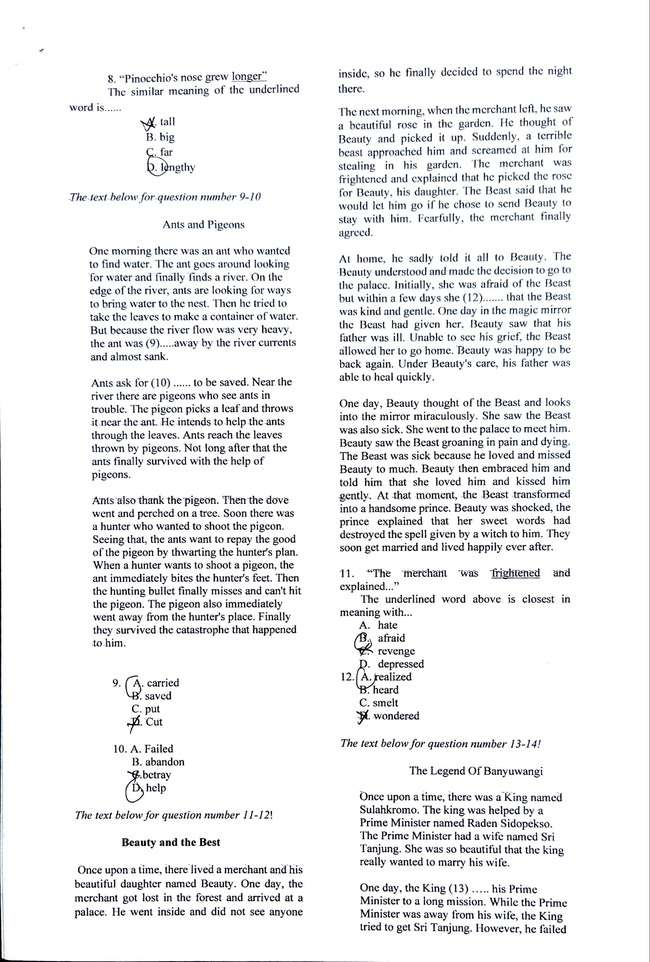 8. "Pinocchio's nose grew longer"
The similar meaning of the underlined
word is......
A. tall
B. big
C. far
D. lengthy
The text below for question number 9-10
Ants and Pigeons
One morning there was an ant who wanted
to find water. The ant goes around looking
for water and finally finds a river. On the
edge of the river, ants are looking for ways
to bring water to the nest. Then he tried to
take the leaves to make a container of water.
But because the river flow was very heavy,
the ant was (9).....away by the river currents
and almost sank.
Ants ask for (10) ...... to be saved. Near the
river there are pigeons who see ants in
trouble. The pigeon picks a leaf and throws
it near the ant. He intends to help the ants
through the leaves. Ants reach the leaves
thrown by pigeons. Not long after that the
ants finally survived with the help of
pigeons.
Ants also thank the pigeon. Then the dove
went and perched on a tree. Soon there was
a hunter who wanted to shoot the pigeon.
Seeing that, the ants want to repay the good
of the pigeon by thwarting the hunter's plan.
When a hunter wants to shoot a pigeon, the
ant immediately bites the hunter's feet. Then
the hunting bullet finally misses and can't hit
the pigeon. The pigeon also immediately
went away from the hunter's place. Finally
they survived the catastrophe that happened
to him.
9. A. carried
B. saved
C. put
D. Cut
10. A. Failed
B. abandon
C. betray
D. help
The text below for question number 11-12!
Beauty and the Best
Once upon a time, there lived a merchant and his
beautiful daughter named Beauty. One day, the
merchant got lost in the forest and arrived at a
palace. He went inside and did not see anyone
inside, so he finally decided to spend the night
there.
The next morning, when the merchant left, he saw
a beautiful rose in the garden. He thought of
Beauty and picked it up. Suddenly, a terrible
beast approached him and screamed at him for
stealing in his garden. The merchant was
frightened and explained that he picked the rose
for Beauty, his daughter. The Beast said that he
would let him go if he chose to send Beauty to
stay with him. Fearfully, the merchant finally
agreed.
At home, he sadly told it all to Beauty. The
Beauty understood and made the decision to go to
the palace. Initially, she was afraid of the Beast
but within a few days she (12)....... that the Beast
was kind and gentle. One day in the magic mirror
the Beast had given her, Beauty saw that his
father was ill. Unable to see his grief, the Beast
allowed her to go home. Beauty was happy to be
back again. Under Beauty's care, his father was
able to heal quickly.
One day, Beauty thought of the Beast and looks
into the mirror miraculously. She saw the Beast
was also sick. She went to the palace to meet him.
Beauty saw the Beast groaning in pain and dying.
The Beast was sick because he loved and missed
Beauty to much. Beauty then embraced him and
told him that she loved him and kissed him
gently. At that moment, the Beast transformed
into a handsome prince. Beauty was shocked, the
prince explained that her sweet words had
destroyed the spell given by a witch to him. They
soon get married and lived happily ever after.
11. "The merchant was frightened and
explained..."
The underlined word above is closest in
meaning with...
A. hate
B. afraid
C. revenge
D. depressed
12. A. realized
B. heard
C. smelt
D. wondered
The text below for question number 13-14!
The Legend Of Banyuwangi
Once upon a time, there was a King named
Sulahkromo. The king was helped by a
Prime Minister named Raden Sidopekso.
The Prime Minister had a wife named Sri
Tanjung. She was so beautiful that the king
really wanted to marry his wife.
One day, the King (13) ..... his Prime
Minister to a long mission. While the Prime
Minister was away from his wife, the King
tried to get Sri Tanjung. However, he failed